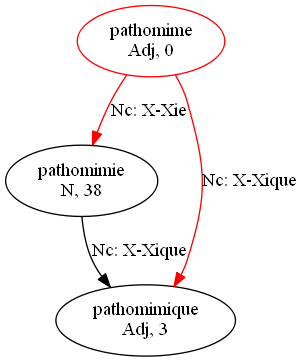 pathomime
Adj, 0
Nc: X-Xie
pathomimie
N, 38
Nc: X-Xique
Nc: X-Xique
pathomimique
Adj, 3